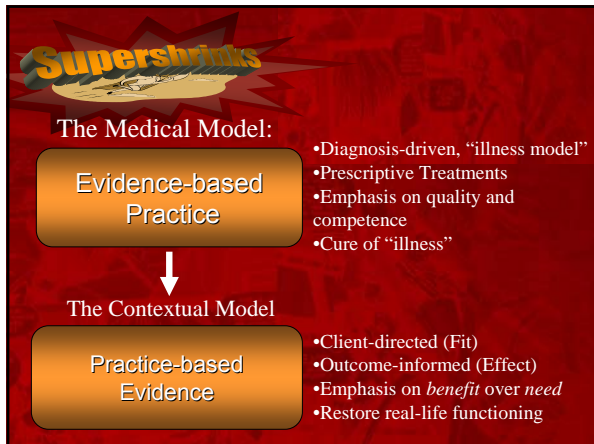 Supershrinks
The Medical Model:
Evidence-based
Practice
•Diagnosis-driven, “illness model”
•Prescriptive Treatments
•Emphasis on quality and
competence
•Cure of “illness”
The Contextual Model
Practice-based
Evidence
•Client-directed (Fit)
•Outcome-informed (Effect)
•Emphasis on benefit over need
•Restore real-life functioning